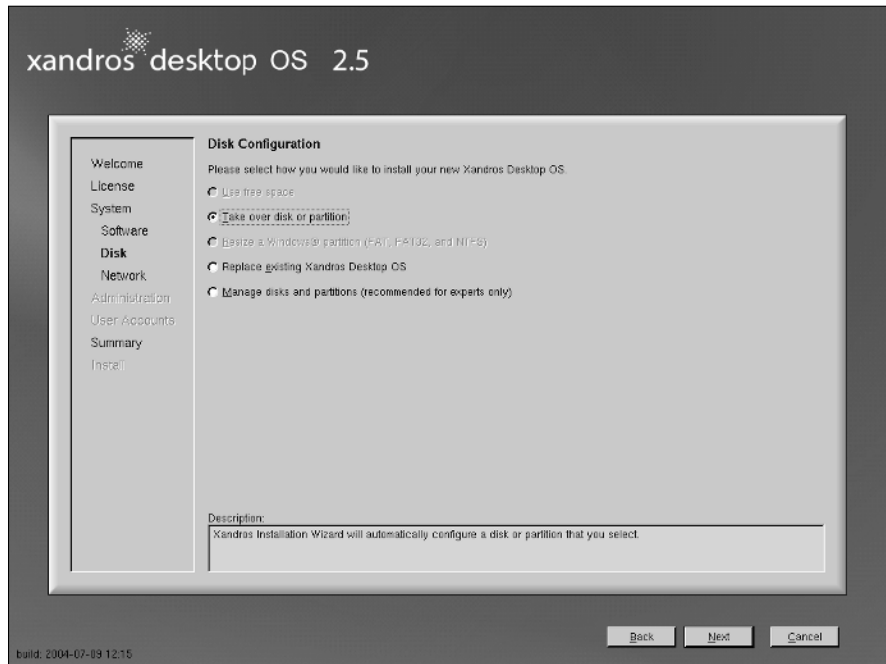 xandros desktop OS 2.5
Welcome
License
System
Software
Disk
Network
Administration
User Accounts
Summary
Install
Disk Configuration
Please select how you would like to install your new Xandros Desktop OS.
Use free space
Take over disk or partition
Resize a Windows® partition (FAT, FAT32, and NTFS)
Replace existing Xandros Desktop OS
Manage disks and partitions (recommended for experts only)
Description:
Xandros Installation Wizard will automatically configure a disk or partition that you select.
Back
Next
Cancel
build: 2004-07-09 12:15